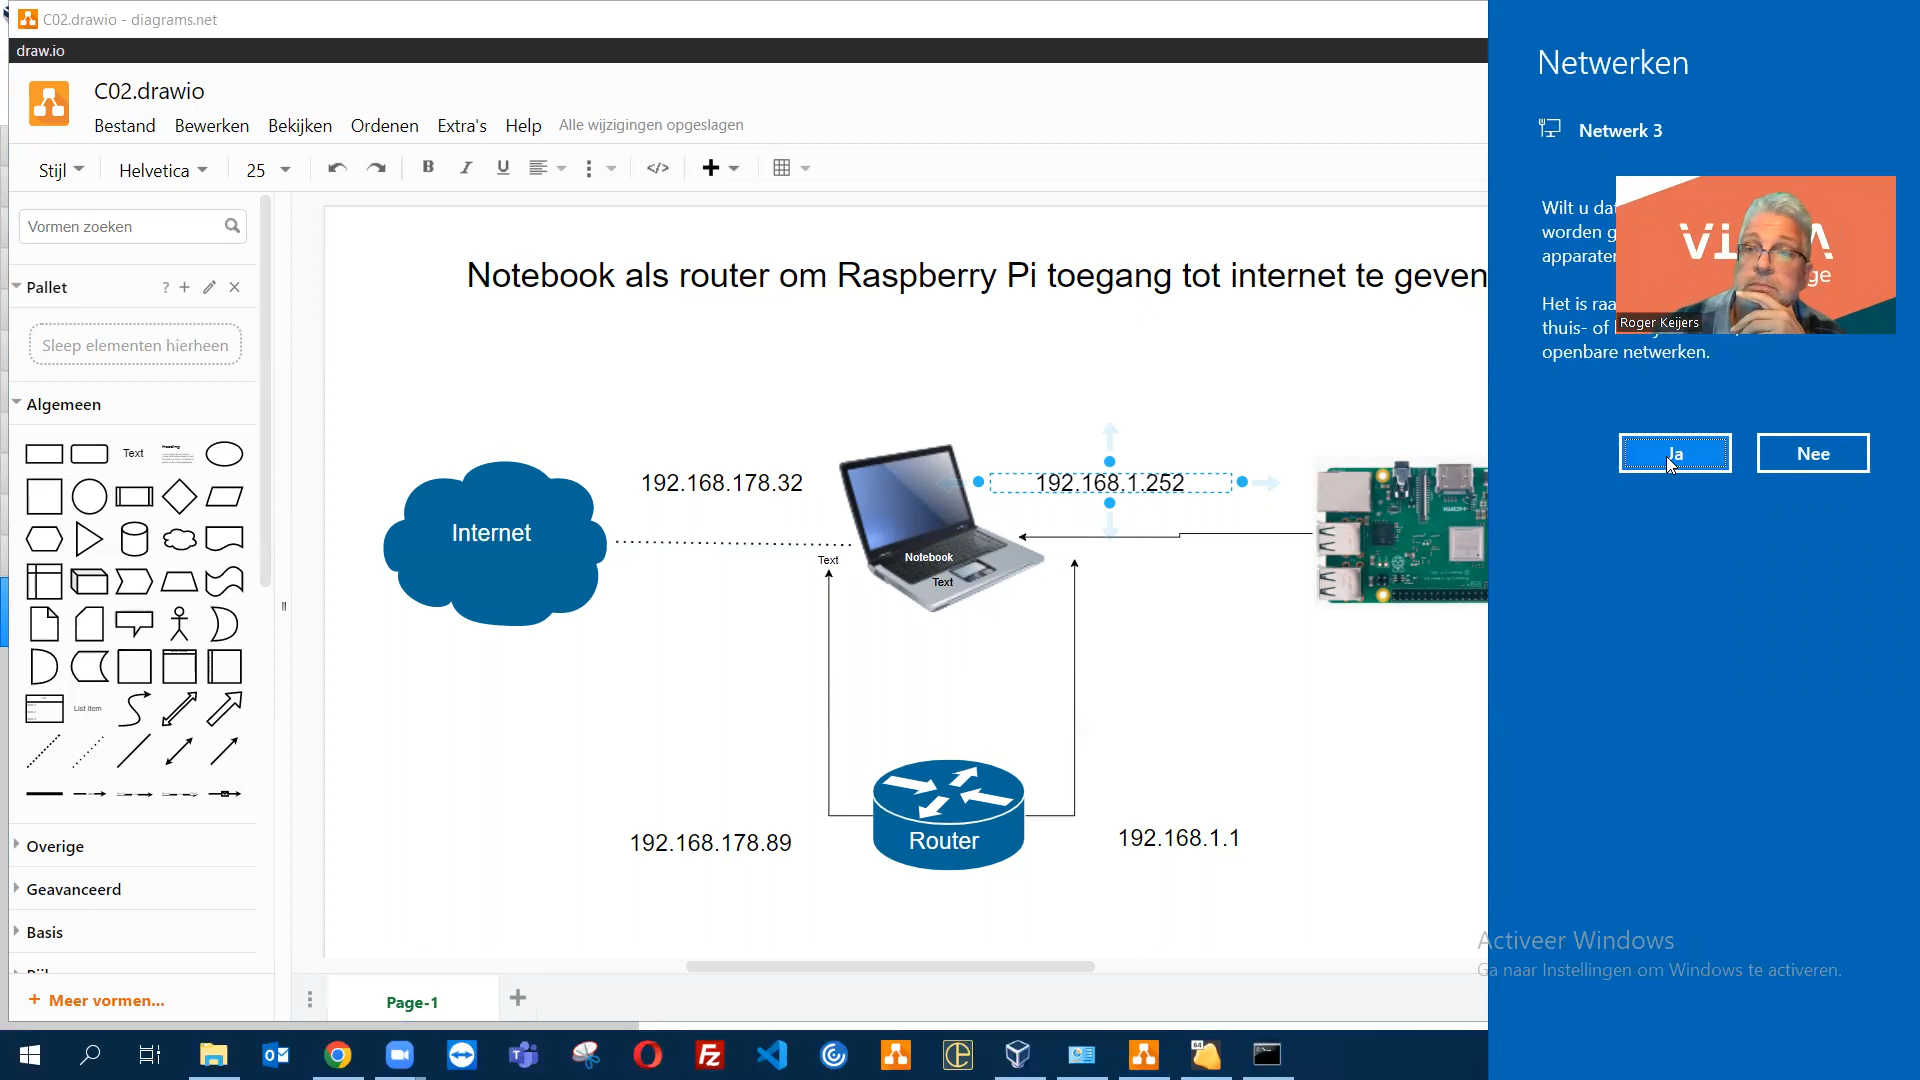 C02.drawio - diagrams.net
draw.io
C02.drawio
Bestand Bewerken Bekijken Ordenen Extra's Help Alle wijzigingen opgeslagen
Stijl Helvetica 25 B I U
Vormen zoeken
Pallet ?
Sleep elementen hierheen
Algemeen
Text Heading
List Item
Overige
Geavanceerd
Basis
+ Meer vormen...
Notebook als router om Raspberry Pi toegang tot internet te geven
192.168.178.32
192.168.1.252
Internet
Notebook
Text
Text
192.168.178.89
Router
192.168.1.1
Page-1
Netwerken
Netwerk 3
Wilt u dat
worden
apparaten
Het is
thuis- of
openbare netwerken.
Roger Keijers
Ja Nee
Activeer Windows
Ga naar Instellingen om Windows te activeren.